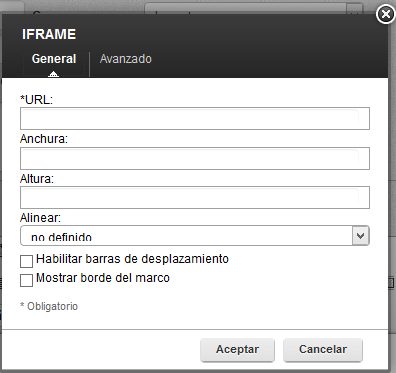 IFRAME
General Avanzado
*URL:
Anchura:
Altura:
Alinear:
no definido
Habilitar barras de desplazamiento
Mostrar borde del marco
* Obligatorio
Aceptar Cancelar